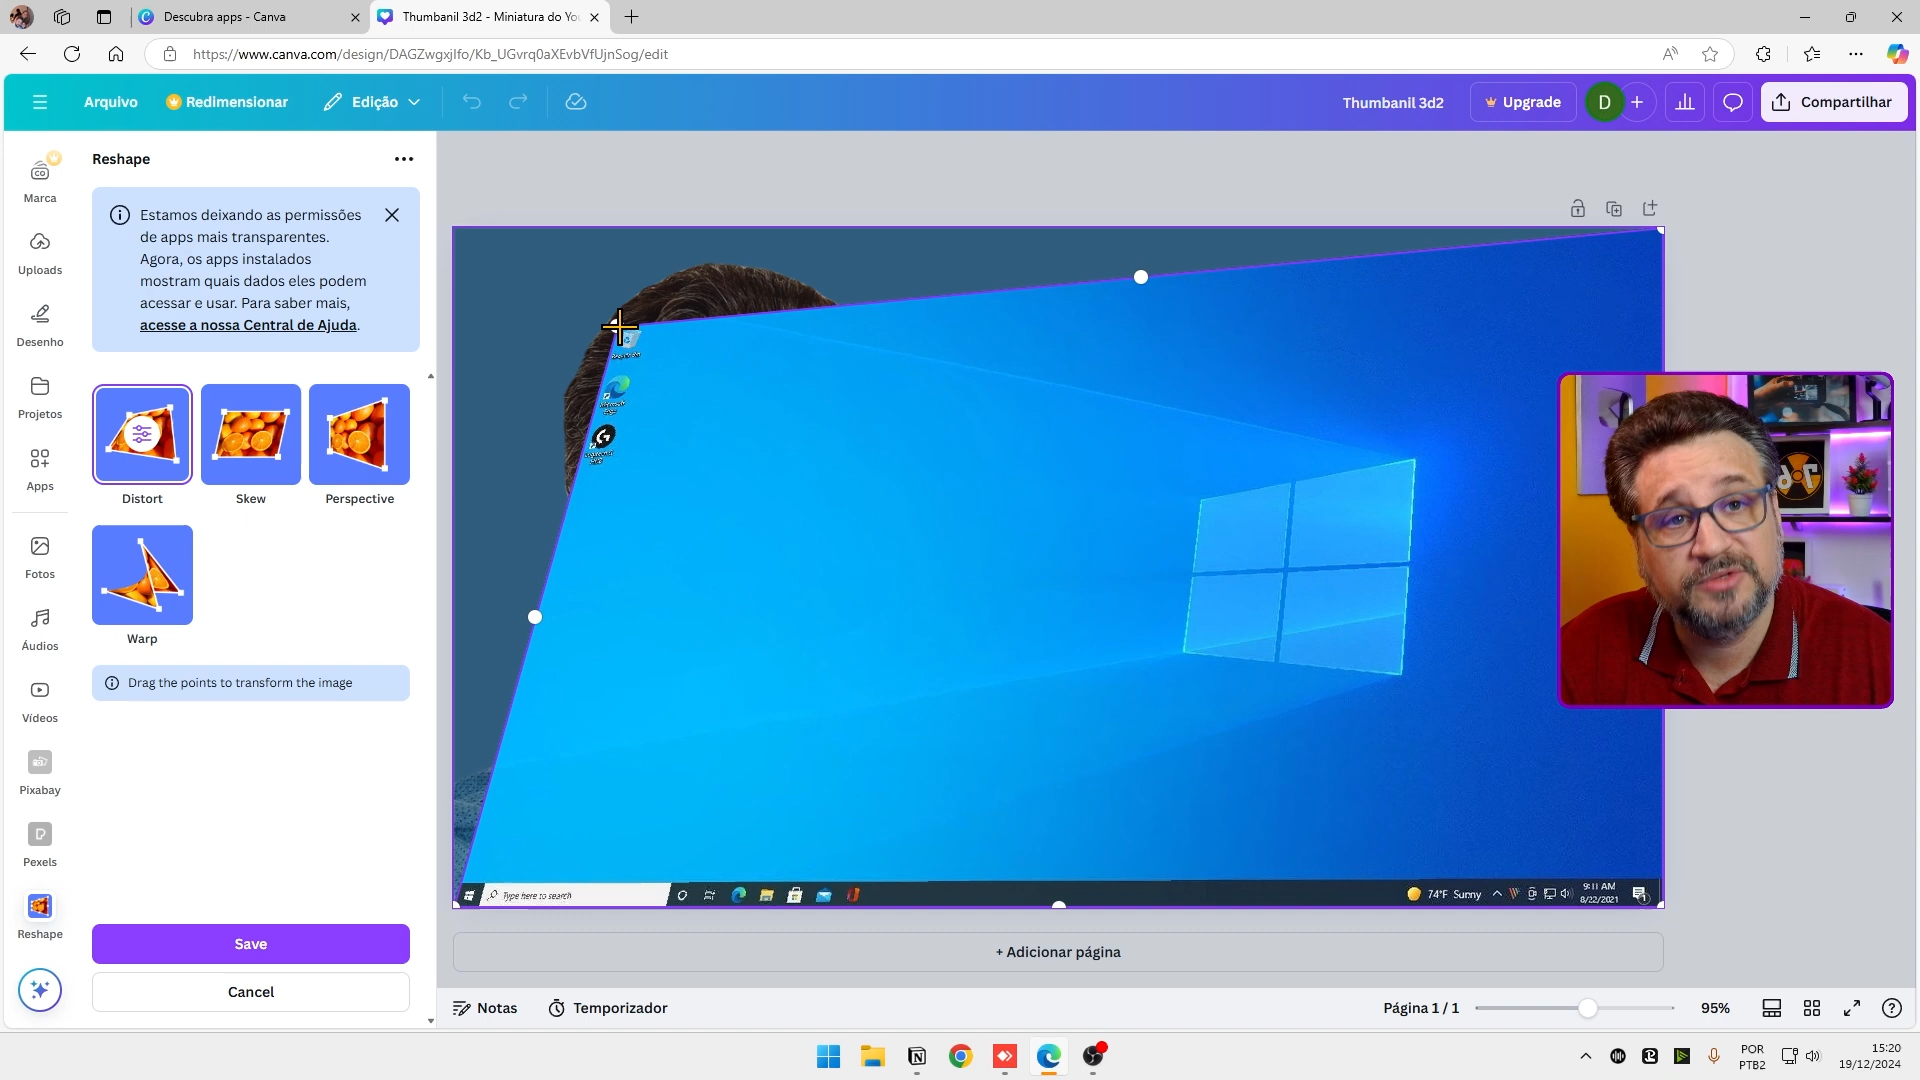 Descubra apps - Canva
Thumbanil 3d2 - Miniatura do You
https://www.canva.com/design/DAGZwgxjIfo/Kb_UGvrq0aXEvbVfUjnSog/edit
Arquivo
Redimensionar
Edição
Thumbanil 3d2
Upgrade
D
Compartilhar
Marca
Uploads
Desenho
Projetos
Apps
Fotos
Áudios
Vídeos
Pixabay
Pexels
Reshape
Reshape
Estamos deixando as permissões
de apps mais transparentes.
Agora, os apps instalados
mostram quais dados eles podem
acessar e usar. Para saber mais,
acesse a nossa Central de Ajuda.
Distort
Skew
Perspective
Warp
Drag the points to transform the image
Save
Cancel
Type here to search
74°F Sunny
9:11 AM
8/22/2021
+ Adicionar página
Notas
Temporizador
Página 1 / 1
95%
POR
PTB2
15:20
19/12/2024